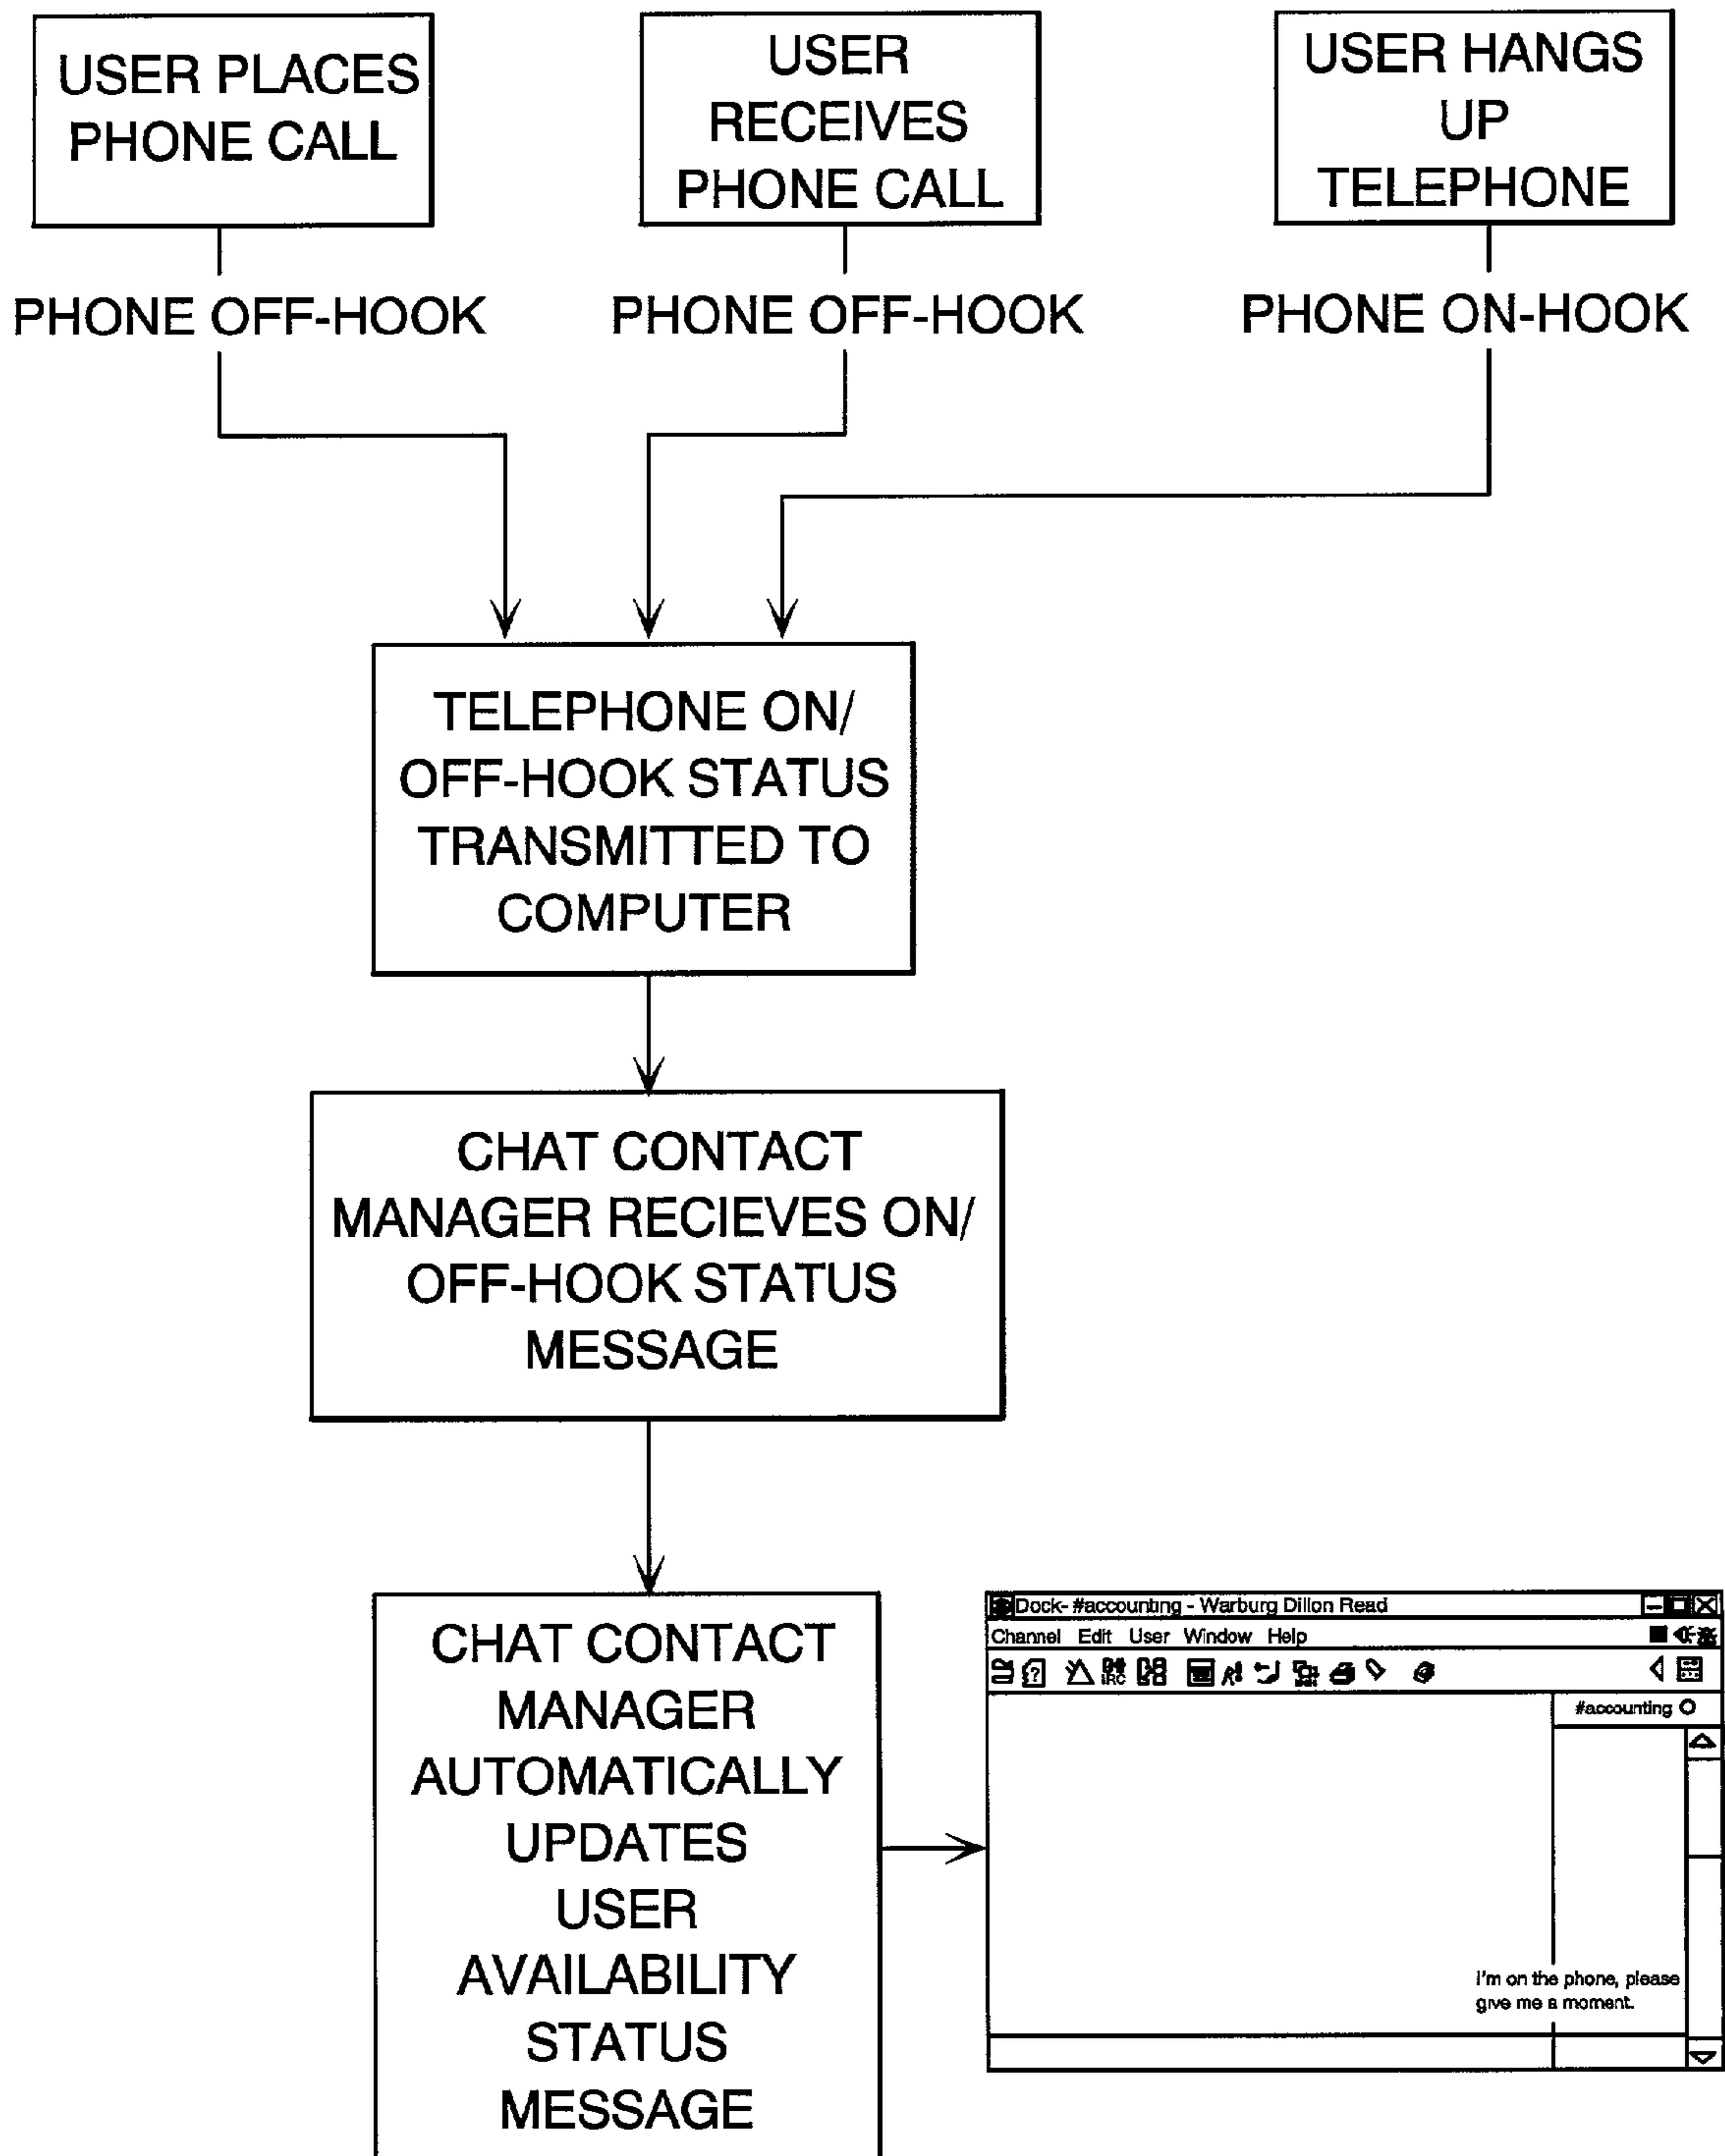 USER PLACES
PHONE CALL
USER
RECEIVES
PHONE CALL
USER HANGS
UP
TELEPHONE
PHONE OFF-HOOK
PHONE OFF-HOOK
PHONE ON-HOOK
TELEPHONE ON/
OFF-HOOK STATUS
TRANSMITTED TO
COMPUTER
CHAT CONTACT
MANAGER RECIEVES ON/
OFF-HOOK STATUS
MESSAGE
CHAT CONTACT
MANAGER
AUTOMATICALLY
UPDATES
USER
AVAILABILITY
STATUS
MESSAGE
Dock- #accounting - Warburg Dillon Read
Channel Edit User Window Help
IRC
#accounting
I'm on the phone, please
give me a moment.